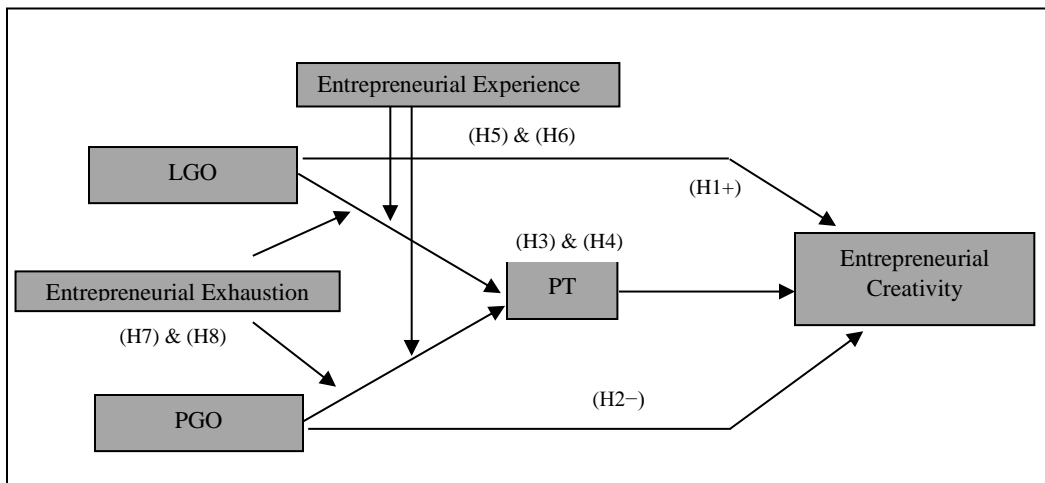 Entrepreneurial Experience
(H5) & (H6)
LGO
(H1+)
(H3) & (H4)
Entrepreneurial
Creativity
PT
Entrepreneurial Exhaustion
(H7) & (H8)
(H2−)
PGO